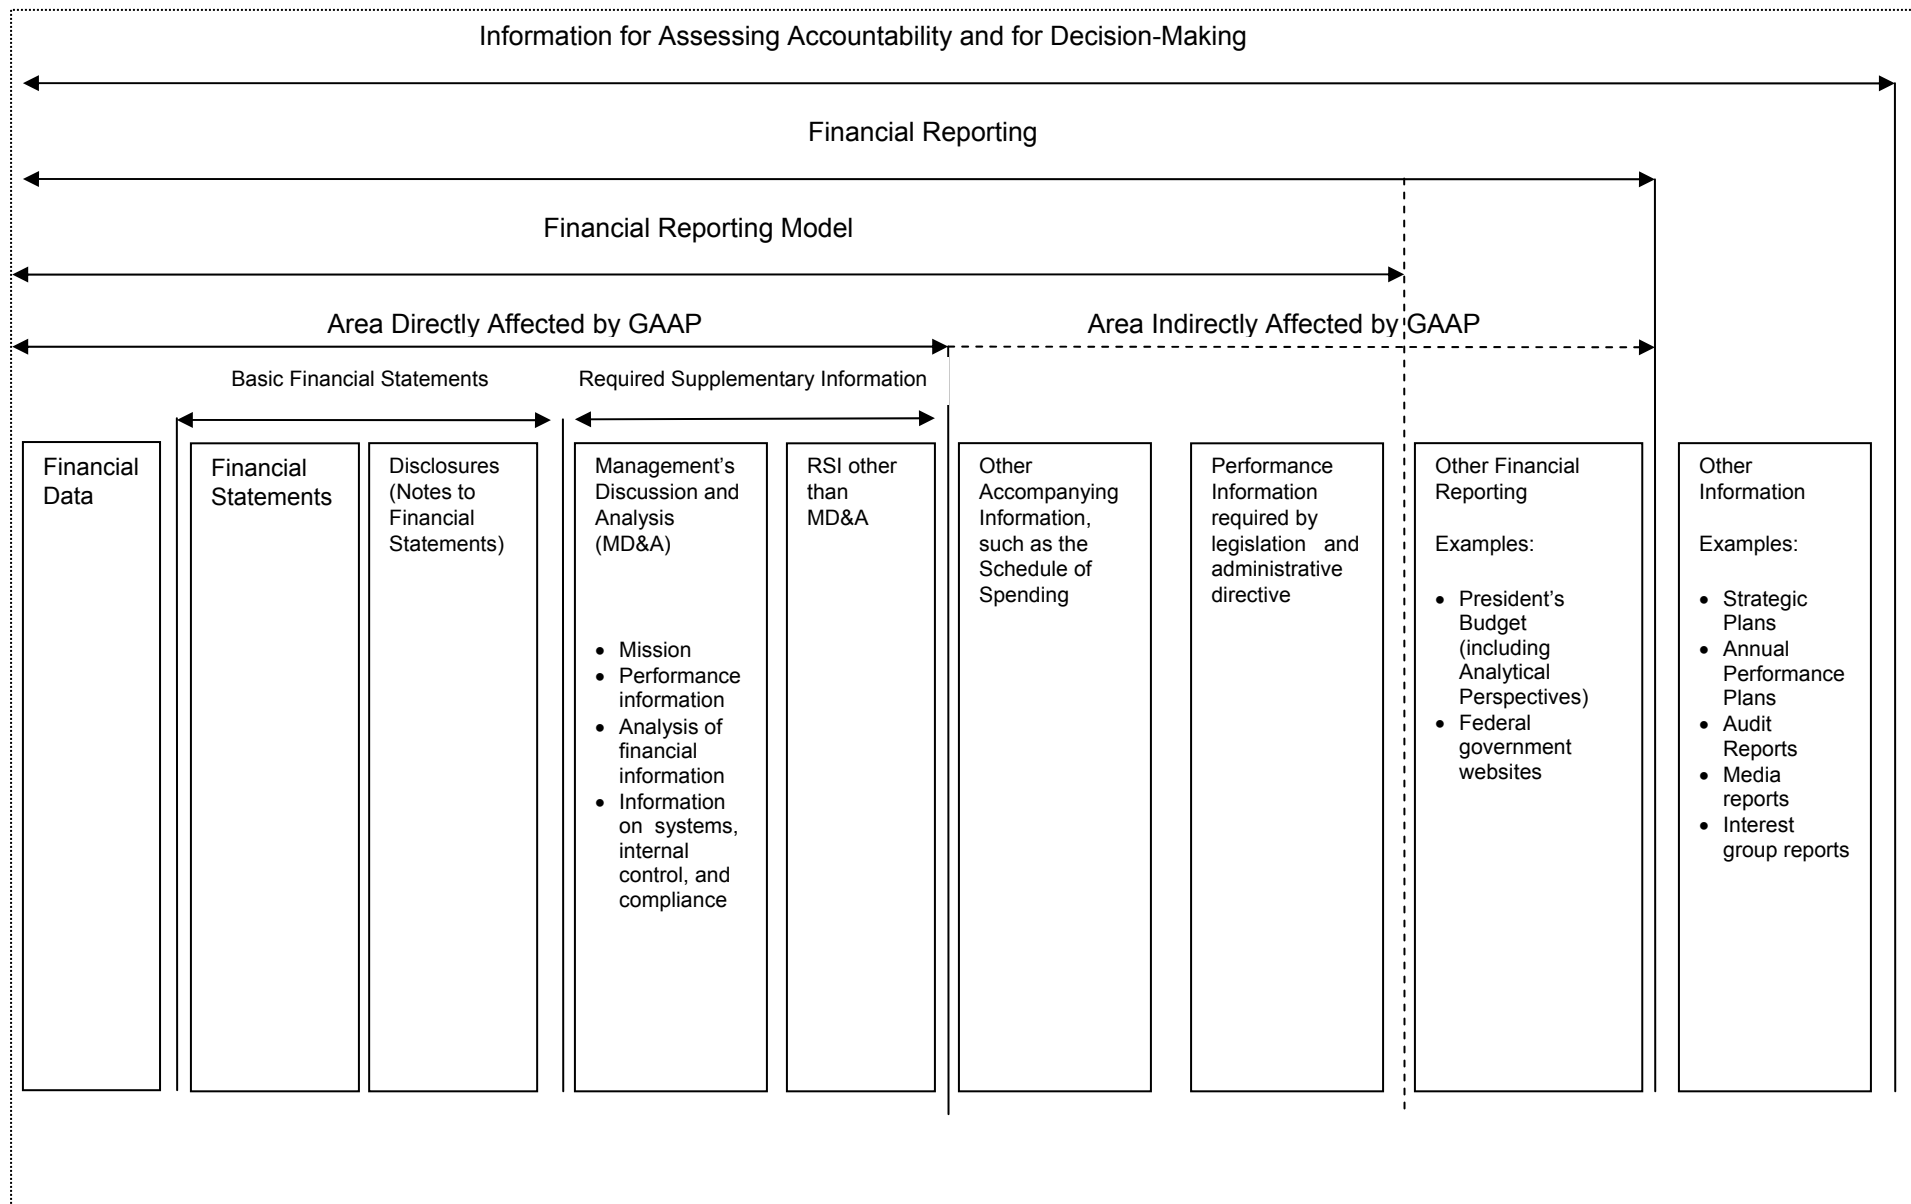 Information for Assessing Accountability and for Decision-Making
Financial Reporting
Financial Reporting Model
Area Directly Affected by GAAP
Area Indirectly Affected by GAAP
Basic Financial Statements
Required Supplementary Information
Financial
Data
Financial
Statements
Disclosures
(Notes to
Financial
Statements)
Management’s
Discussion and
Analysis
(MD&A)
• Mission
• Performance
information
• Analysis of
financial
information
• Information
on systems,
internal
control, and
compliance
RSI other
than
MD&A
Other
Accompanying
Information,
such as the
Schedule of
Spending
Performance
Information
required by
legislation and
administrative
directive
Other Financial
Reporting
Examples:
• President’s
Budget
(including
Analytical
Perspectives)
• Federal
government
websites
Other
Information
Examples:
• Strategic
Plans
• Annual
Performance
Plans
• Audit
Reports
• Media
reports
• Interest
group reports